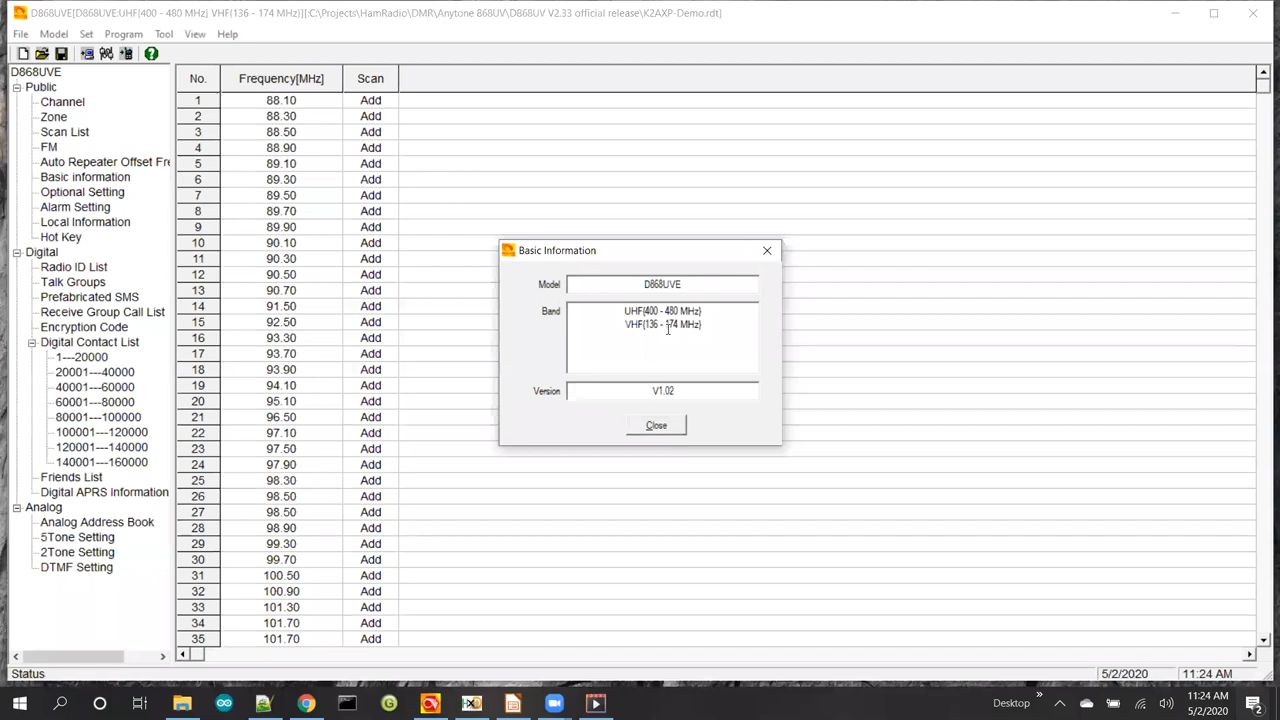 D868UVE[D868UVE:UHF{400 - 480 MHz} VHF{136 - 174 MHz}][:C:\Projects\HamRadio\DMR\Anytone 868UV\D868UV V2.33 official release\K2AXP-Demo.rdt]
File Model Set Program Tool View Help
D868UVE
Public
Channel
Zone
Scan List
FM
Auto Repeater Offset Fre
Basic information
Optional Setting
Alarm Setting
Local Information
Hot Key
Digital
Radio ID List
Talk Groups
Prefabricated SMS
Receive Group Call List
Encryption Code
Digital Contact List
1---20000
20001---40000
40001---60000
60001---80000
80001---100000
100001---120000
120001---140000
140001---160000
Friends List
Digital APRS Information
Analog
Analog Address Book
5Tone Setting
2Tone Setting
DTMF Setting
No. Frequency[MHz] Scan
1 88.10 Add
2 88.30 Add
3 88.50 Add
4 88.90 Add
5 89.10 Add
6 89.30 Add
7 89.50 Add
8 89.70 Add
9 89.90 Add
10 90.10 Add
11 90.30 Add
12 90.50 Add
13 90.70 Add
14 91.50 Add
15 92.50 Add
16 93.30 Add
17 93.70 Add
18 93.90 Add
19 94.10 Add
20 95.10 Add
21 96.50 Add
22 97.10 Add
23 97.50 Add
24 97.90 Add
25 98.30 Add
26 98.50 Add
27 98.50 Add
28 98.90 Add
29 99.30 Add
30 99.70 Add
31 100.50 Add
32 100.90 Add
33 101.30 Add
34 101.70 Add
35 101.70 Add
Basic Information
Model D868UVE
Band UHF{400 - 480 MHz}
VHF{136 - 174 MHz}
Version V1.02
Close
Status 5/2/2020 11:24 AM
Desktop
11:24 AM
5/2/2020
2